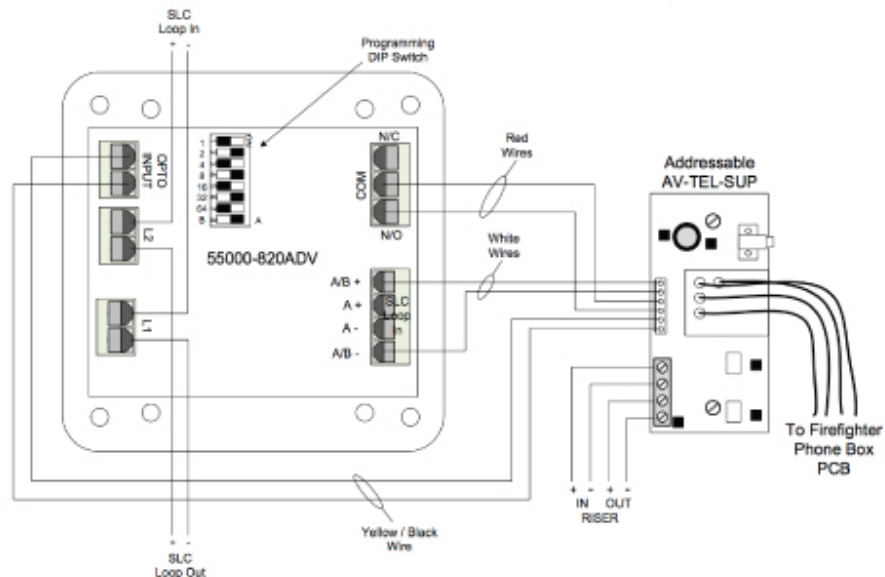 SLC
Loop In
+ -
Programming
DIP Switch
1
2
4
8
16
32
64
8 A
OPTO
INPUT
L2
L1
55000-820ADV
N/C
COM
N/O
A/B +
A +
A -
A/B -
SLC
Loop
In
Red
Wires
White
Wires
Addressable
AV-TEL-SUP
To Firefighter
Phone Box
PCB
+ - + -
IN OUT
RISER
Yellow / Black
Wire
+ -
SLC
Loop Out